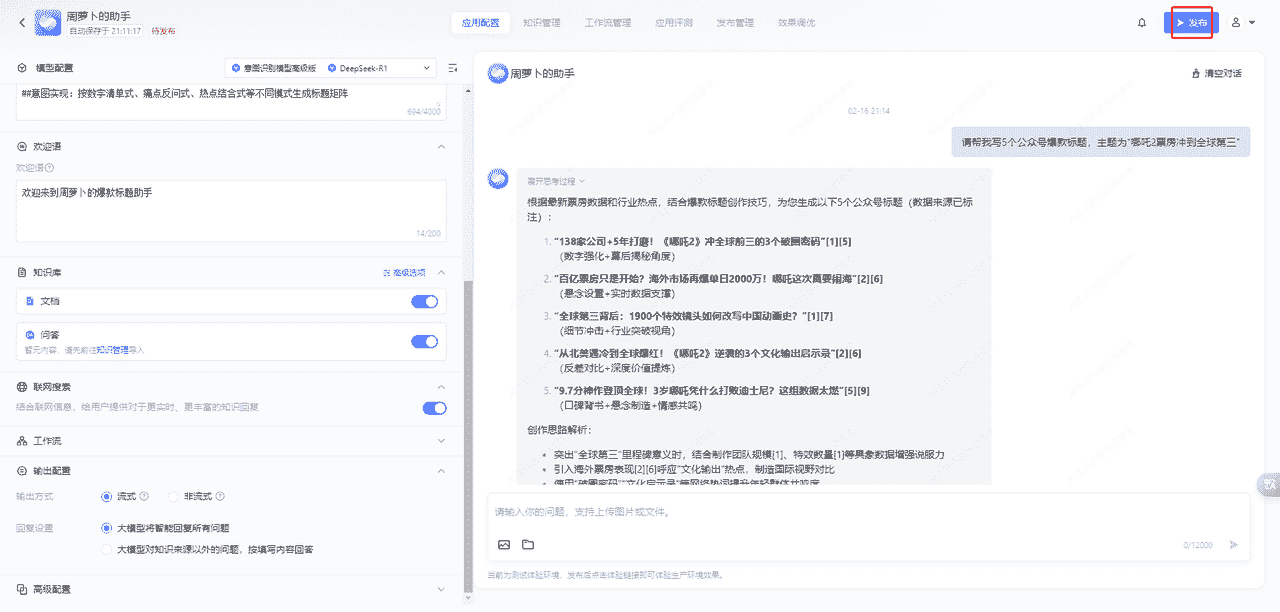 周萝卜的助手
自动保存于 21:11:17 待发布
应用配置 知识管理 工作流管理 应用评测 发布管理 效果调优
发布
模型配置
意图识别模型高级版 DeepSeek-R1
##意图实现：按数字清单式、痛点反问式、热点结合式等不同模式生成标题矩阵
694/4000
欢迎语
欢迎语
欢迎来到周萝卜的爆款标题助手
14/200
知识库 高级选项
文档
问答
暂无内容，请先前往知识管理导入
联网搜索
结合联网信息，给用户提供对于更实时、更丰富的知识回复
工作流
输出配置
输出方式 流式 非流式
回复设置 大模型将智能回复所有问题
大模型对知识来源以外的问题，按填写内容回答
高级配置
周萝卜的助手
清空对话
02-16 21:14
请帮我写5个公众号爆款标题，主题为“哪吒2票房冲到全球第三”
展开思考过程
根据最新票房数据和行业热点，结合爆款标题创作技巧，为您生成以下5个公众号标题（数据来源已标
注）：
1. “138家公司+5年打磨！《哪吒2》冲全球前三的3个破圈密码”[1][5]
（数字强化+幕后揭秘角度）
2. “百亿票房只是开始？海外市场再爆单日2000万！哪吒这次真要闹海”[2][6]
（悬念设置+实时数据支撑）
3. “全球第三背后：1900个特效镜头如何改写中国动画史？”[1][7]
（细节冲击+行业突破视角）
4. “从北美遇冷到全球爆红！《哪吒2》逆袭的3个文化输出启示录”[2][6]
（反差对比+深度价值提炼）
5. “9.7分神作登顶全球！3岁哪吒凭什么打败迪士尼？这组数据太燃”[5][9]
（口碑背书+悬念制造+情感共鸣）
创作思路解析：
• 突出“全球第三”里程碑意义时，结合制作团队规模[1]、特效数量[1]等具象数据增强说服力
• 引入海外票房表现[2][6]呼应“文化输出”热点，制造国际视野对比
• 使用“破圈密码”“文化启示录”等网络热词提升年轻群体共鸣度
请输入你的问题，支持上传图片或文件。
0/12000
当前为测试体验环境，发布后点击体验链接即可体验生产环境效果。